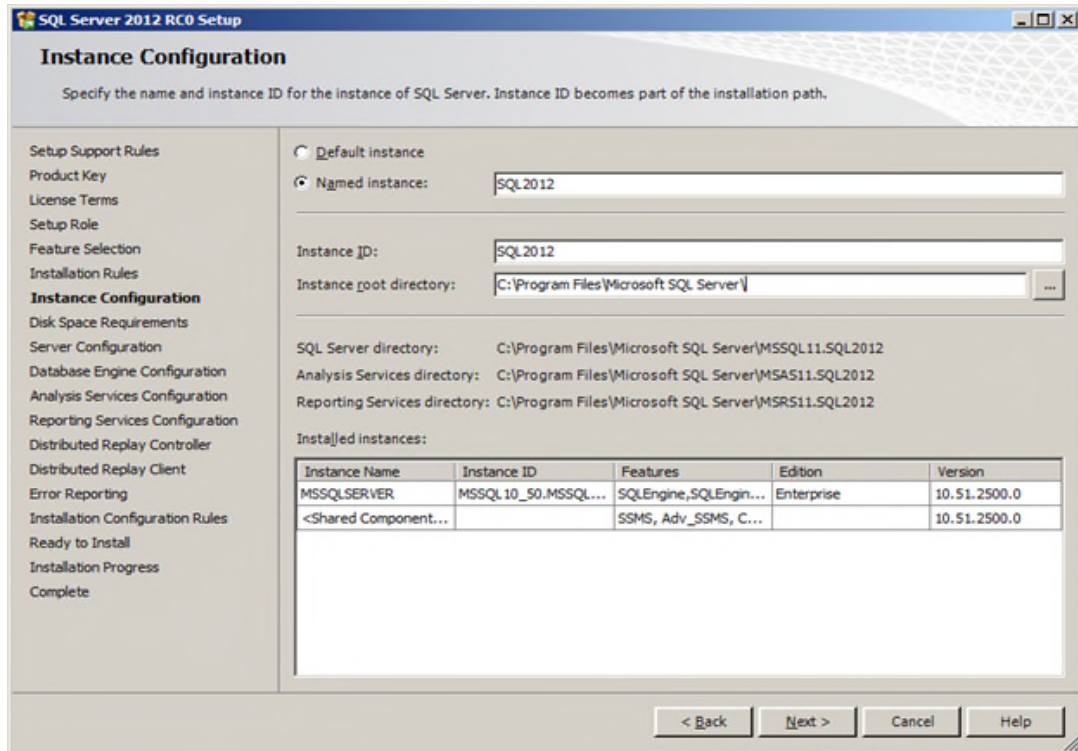 SQL Server 2012 RC0 Setup
Instance Configuration
Specify the name and instance ID for the instance of SQL Server. Instance ID becomes part of the installation path.
Setup Support Rules
Product Key
License Terms
Setup Role
Feature Selection
Installation Rules
Instance Configuration
Disk Space Requirements
Server Configuration
Database Engine Configuration
Analysis Services Configuration
Reporting Services Configuration
Distributed Replay Controller
Distributed Replay Client
Error Reporting
Installation Configuration Rules
Ready to Install
Installation Progress
Complete
Default instance
Named instance: SQL2012
Instance ID: SQL2012
Instance root directory: C:\Program Files\Microsoft SQL Server\ ...
SQL Server directory: C:\Program Files\Microsoft SQL Server\MSSQL11.SQL2012
Analysis Services directory: C:\Program Files\Microsoft SQL Server\MSAS11.SQL2012
Reporting Services directory: C:\Program Files\Microsoft SQL Server\MSRS11.SQL2012
Installed instances:
Instance Name Instance ID Features Edition Version
MSSQLSERVER MSSQL10_50.MSSQL... SQLEngine,SQLEngin... Enterprise 10.51.2500.0
<Shared Component... SSMS, Adv_SSMS, C... 10.51.2500.0
< Back Next > Cancel Help